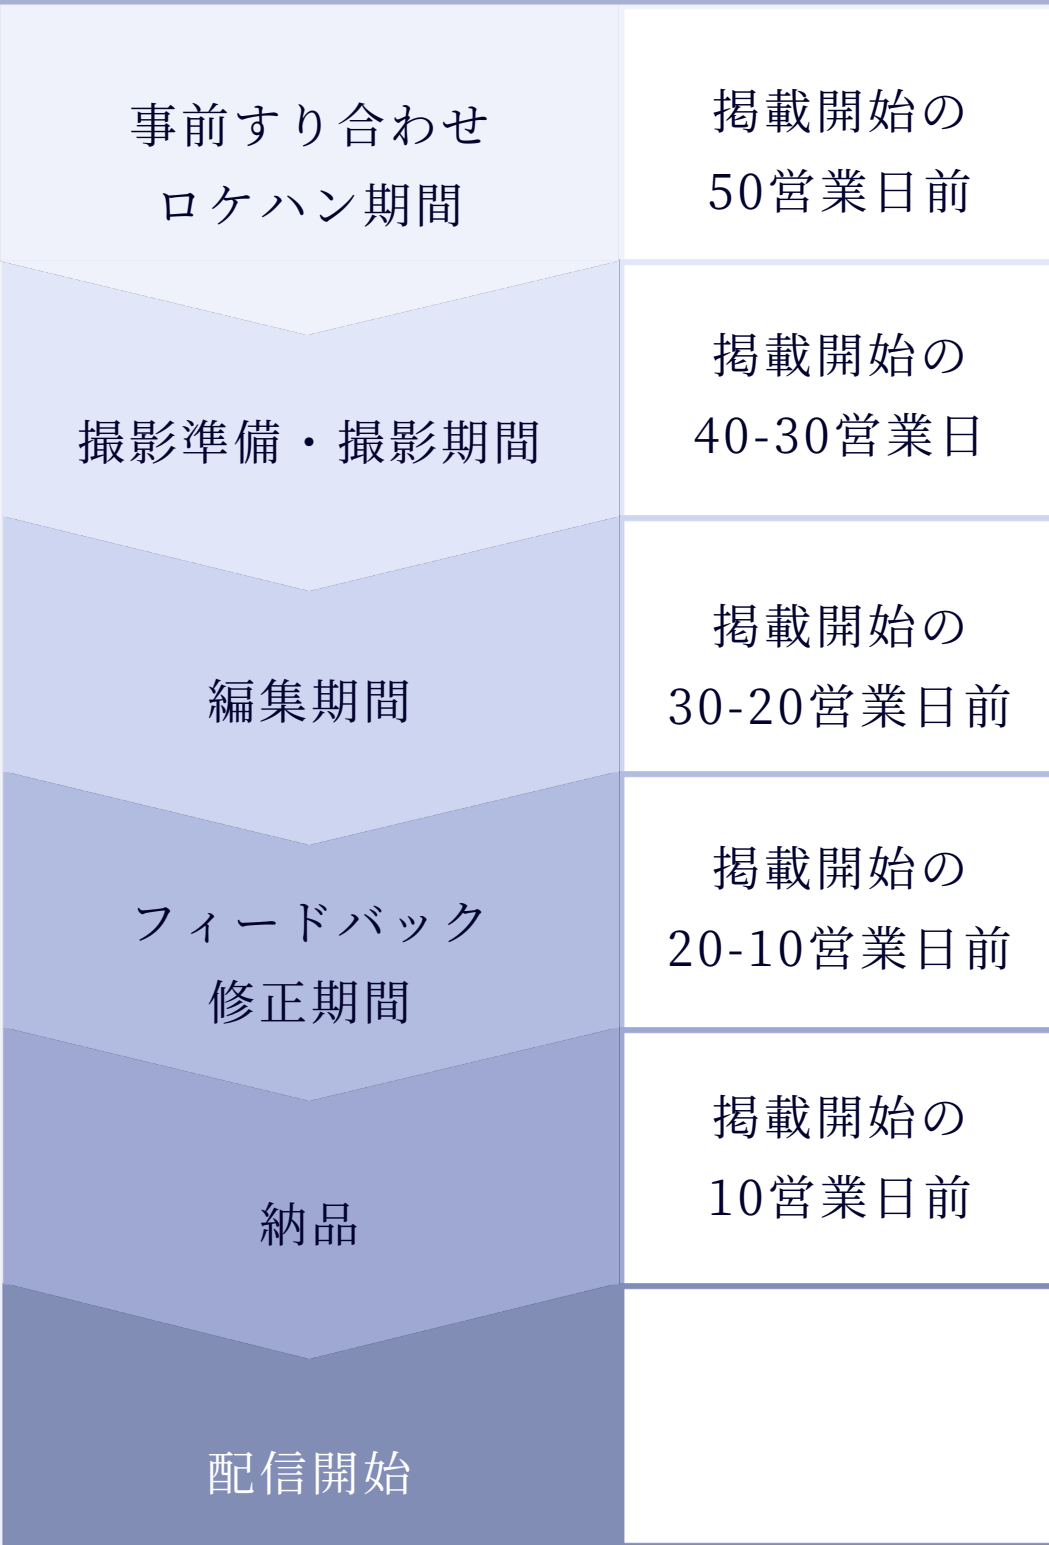 事前すり合わせ
ロケハン期間
掲載開始の
50営業日前
撮影準備・撮影期間
掲載開始の
40-30営業日
編集期間
掲載開始の
30-20営業日前
フィードバック
修正期間
掲載開始の
20-10営業日前
納品
掲載開始の
10営業日前
配信開始